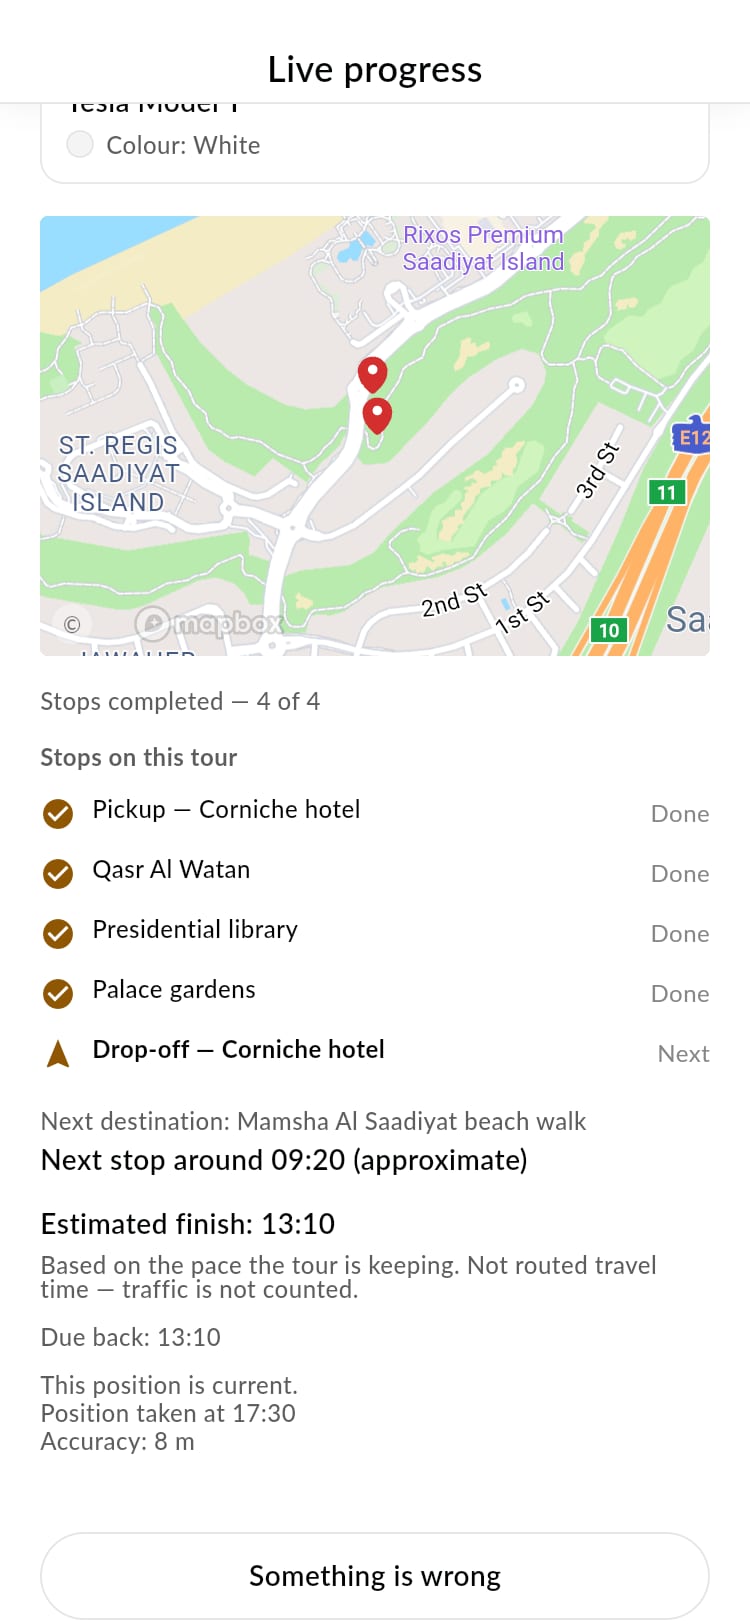 Live progress
Tesla Model Y
Colour: White
Rixos Premium
Saadiyat Island
ST. REGIS
SAADIYAT
ISLAND
E12
11
3rd St
2nd St
1st St
10
Sa
© mapbox
Stops completed — 4 of 4
Stops on this tour
Pickup — Corniche hotel
Done
Qasr Al Watan
Done
Presidential library
Done
Palace gardens
Done
Drop-off — Corniche hotel
Next
Next destination: Mamsha Al Saadiyat beach walk
Next stop around 09:20 (approximate)
Estimated finish: 13:10
Based on the pace the tour is keeping. Not routed travel
time — traffic is not counted.
Due back: 13:10
This position is current.
Position taken at 17:30
Accuracy: 8 m
Something is wrong